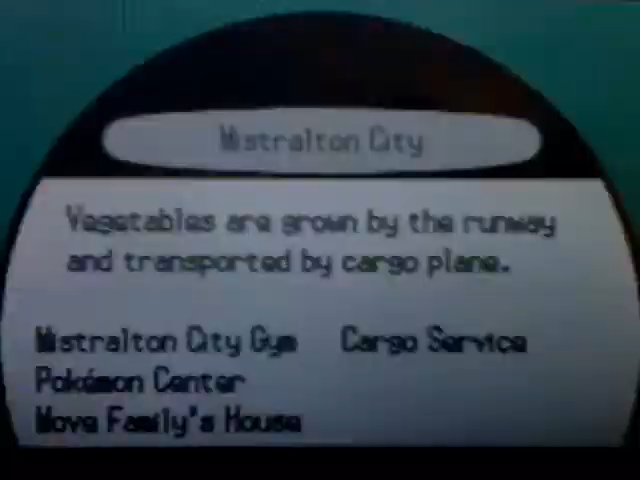 Mistralton City
Vegetables are grown by the runway
and transported by cargo plane.
Mistralton City Gym Cargo Service
Pokémon Center
Move Family's House